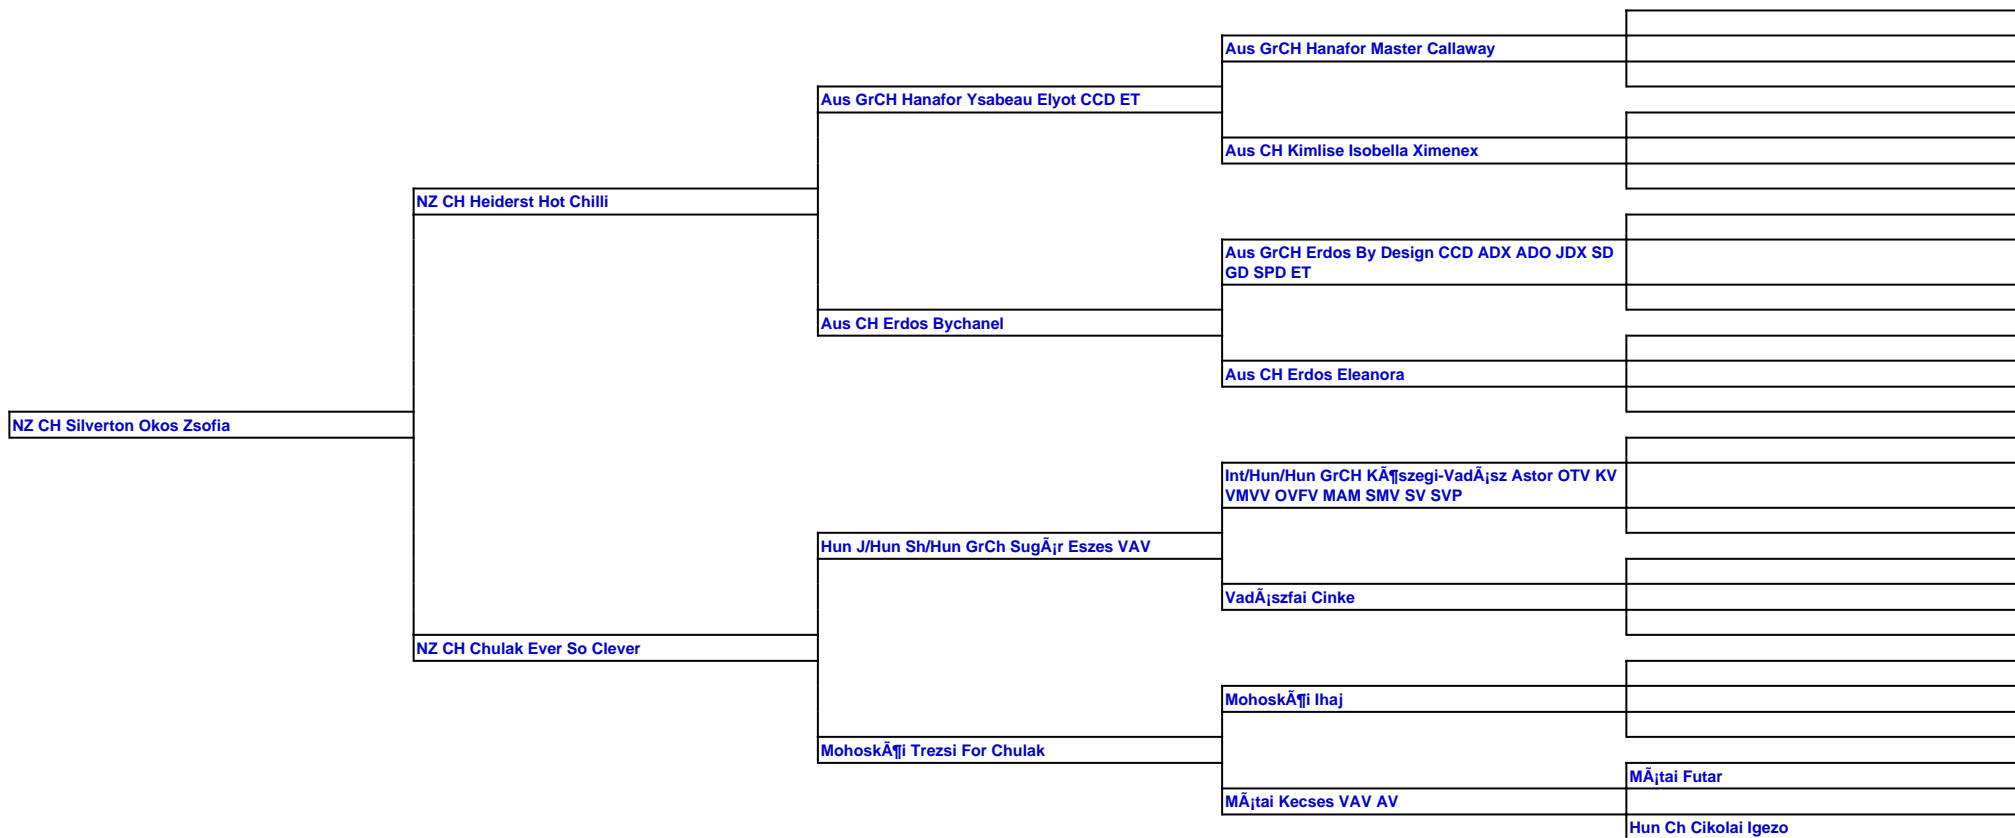 Aus GrCH Hanafor Master Callaway
Aus GrCH Hanafor Ysabeau Elyot CCD ET
Aus CH Kimlise Isobella Ximenex
NZ CH Heiderst Hot Chilli
Aus GrCH Erdos By Design CCD ADX ADO JDX SD
GD SPD ET
Aus CH Erdos Bychanel
Aus CH Erdos Eleanora
NZ CH Silverton Okos Zsofia
Int/Hun/Hun GrCH KÃ¶szegi-VadÃ¡sz Astor OTV KV
VMVV OVFV MAM SMV SV SVP
Hun J/Hun Sh/Hun GrCh SugÃ¡r Eszes VAV
VadÃ¡szfai Cinke
NZ CH Chulak Ever So Clever
MohoskÃ¶i Ihaj
MohoskÃ¶i Trezsi For Chulak
MÃ¡tai Futar
MÃ¡tai Kecses VAV AV
Hun Ch Cikolai Igezo